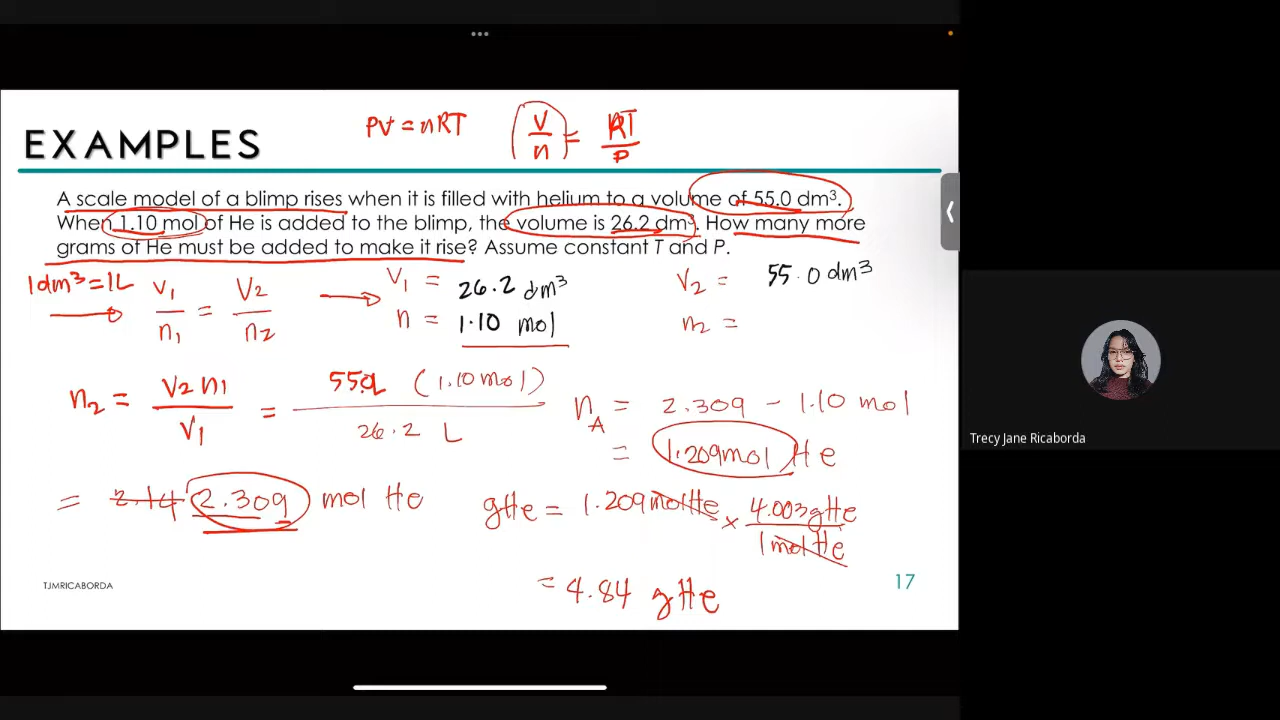 EXAMPLES
PV = nRT
V/n = RT/P
A scale model of a blimp rises when it is filled with helium to a volume of 55.0 dm³.
When 1.10 mol of He is added to the blimp, the volume is 26.2 dm³. How many more
grams of He must be added to make it rise? Assume constant T and P.
1dm³=1L
V1/n1 = V2/n2
V1 = 26.2 dm³
n = 1.10 mol
V2 = 55.0 dm³
n2 =
n2 = V2 n1/V1 = 55.0L (1.10 mol)/26.2 L
= 2.14 2.309 mol He
nA = 2.309 - 1.10 mol
= 1.209 mol He
gHe = 1.209 mol He x 4.003 gHe/1 mol He
= 4.84 gHe
TJMRICABORDA
17
Trecy Jane Ricaborda